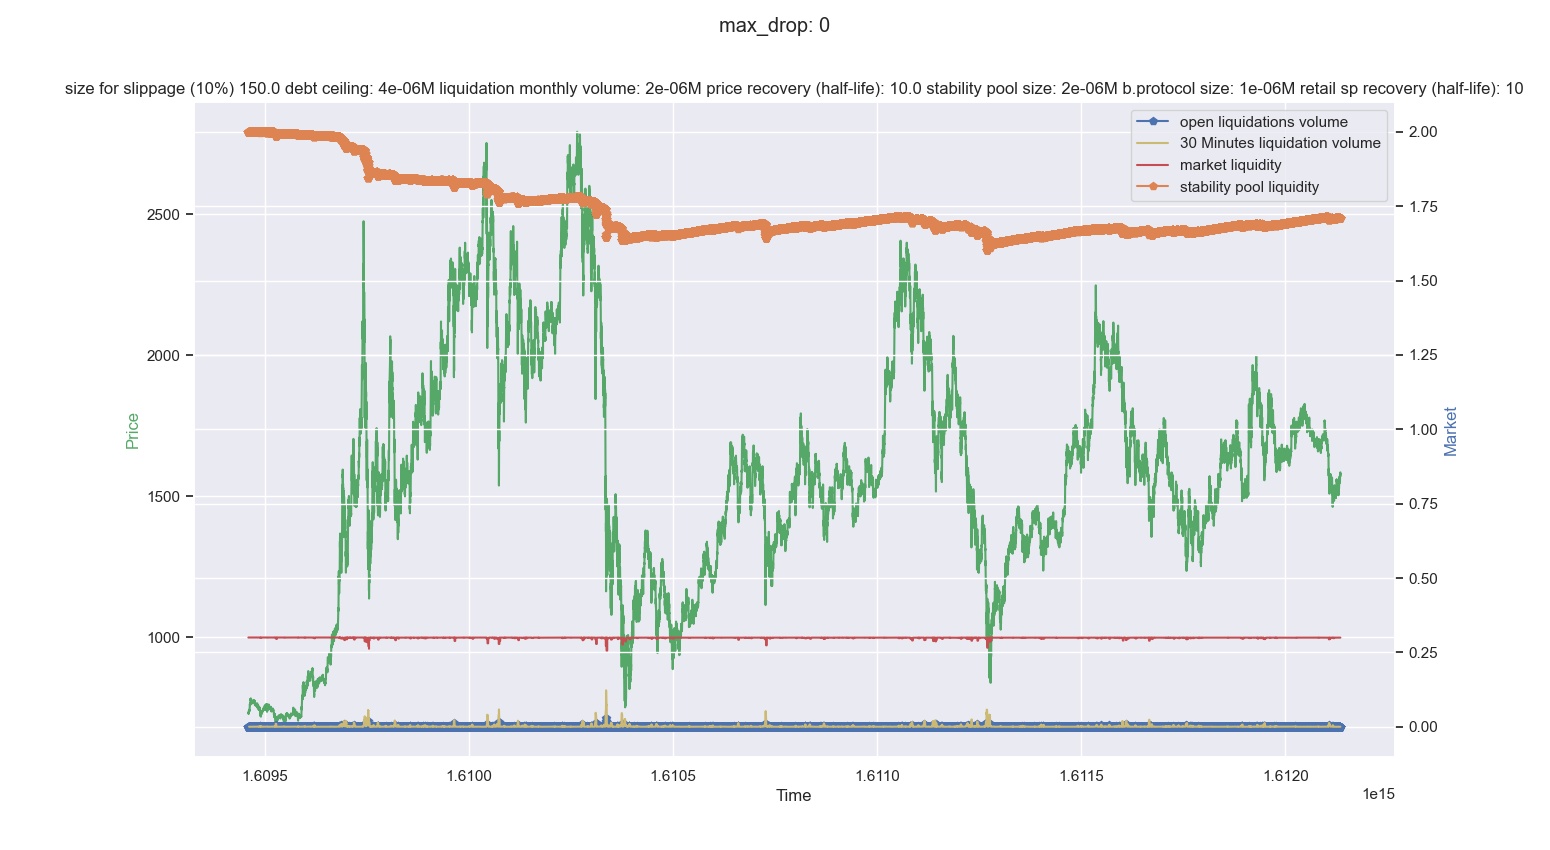 max_drop: 0
size for slippage (10%) 150.0 debt ceiling: 4e-06M liquidation monthly volume: 2e-06M price recovery (half-life): 10.0 stability pool size: 2e-06M b.protocol size: 1e-06M retail sp recovery (half-life): 10
open liquidations volume
30 Minutes liquidation volume
market liquidity
stability pool liquidity
2500
2000
1500
1000
Price
2.00
1.75
1.50
1.25
1.00
0.75
0.50
0.25
0.00
Market
1.6095 1.6100 1.6105 1.6110 1.6115 1.6120
Time
1e15